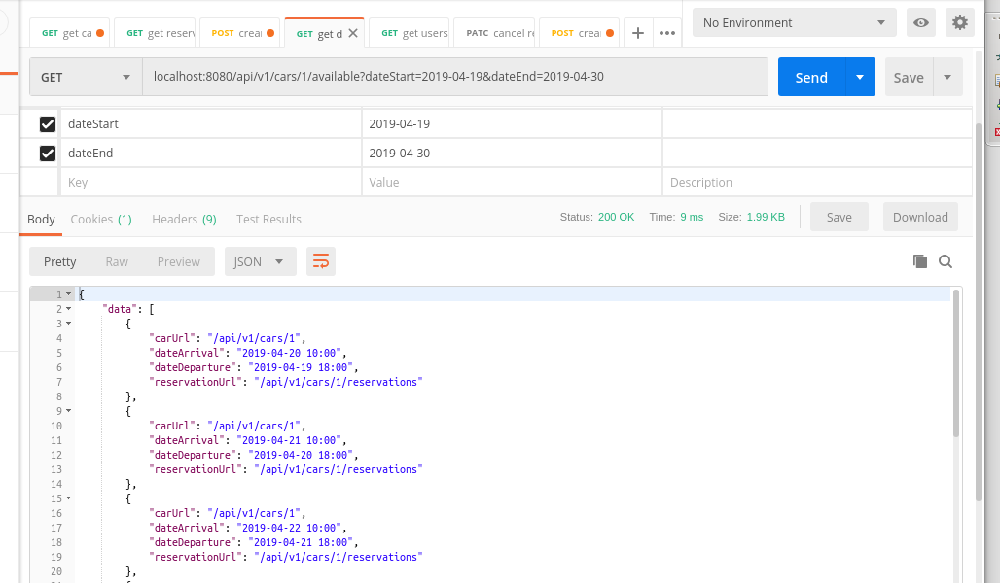 GET get ca GET get reserv POST crea GET get d GET get users PATC cancel re POST crea + ••• No Environment
GET localhost:8080/api/v1/cars/1/available?dateStart=2019-04-19&dateEnd=2019-04-30 Send Save
dateStart 2019-04-19
dateEnd 2019-04-30
Key Value Description
Body Cookies (1) Headers (9) Test Results Status: 200 OK Time: 9 ms Size: 1.99 KB Save Download
Pretty Raw Preview JSON
1 {
2 "data": [
3 {
4 "carUrl": "/api/v1/cars/1",
5 "dateArrival": "2019-04-20 10:00",
6 "dateDeparture": "2019-04-19 18:00",
7 "reservationUrl": "/api/v1/cars/1/reservations"
8 },
9 {
10 "carUrl": "/api/v1/cars/1",
11 "dateArrival": "2019-04-21 10:00",
12 "dateDeparture": "2019-04-20 18:00",
13 "reservationUrl": "/api/v1/cars/1/reservations"
14 },
15 {
16 "carUrl": "/api/v1/cars/1",
17 "dateArrival": "2019-04-22 10:00",
18 "dateDeparture": "2019-04-21 18:00",
19 "reservationUrl": "/api/v1/cars/1/reservations"
20 },